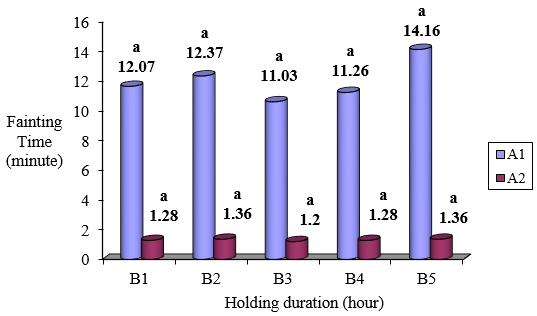 16
14
12
10
8
6
4
2
0
Fainting
Time
(minute)
a
12.07
a
1.28
a
12.37
a
1.36
a
11.03
a
1.2
a
11.26
a
1.28
a
14.16
a
1.36
B1 B2 B3 B4 B5
Holding duration (hour)
A1
A2